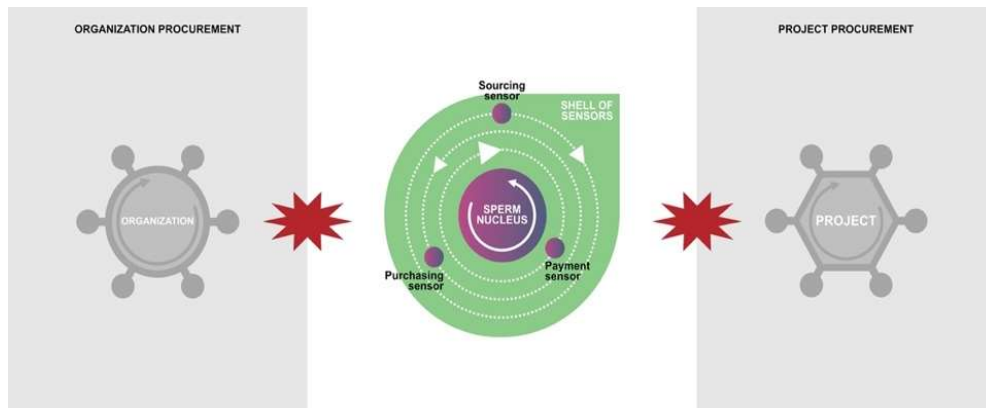 ORGANIZATION PROCUREMENT
PROJECT PROCUREMENT
Sourcing
sensor
SHELL OF
SENSORS
ORGANIZATION
SPERM
NUCLEUS
PROJECT
Purchasing
sensor
Payment
sensor